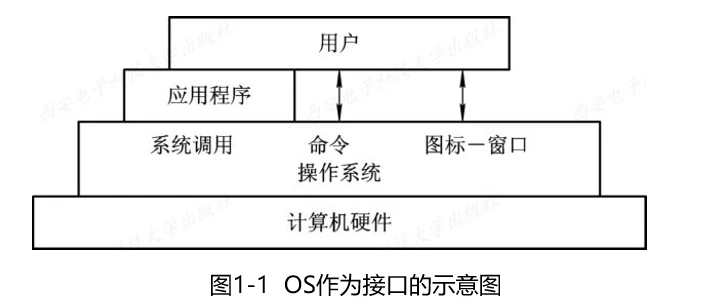 用户
应用程序
系统调用 命令 图标－窗口
操作系统
计算机硬件
图1-1 OS作为接口的示意图